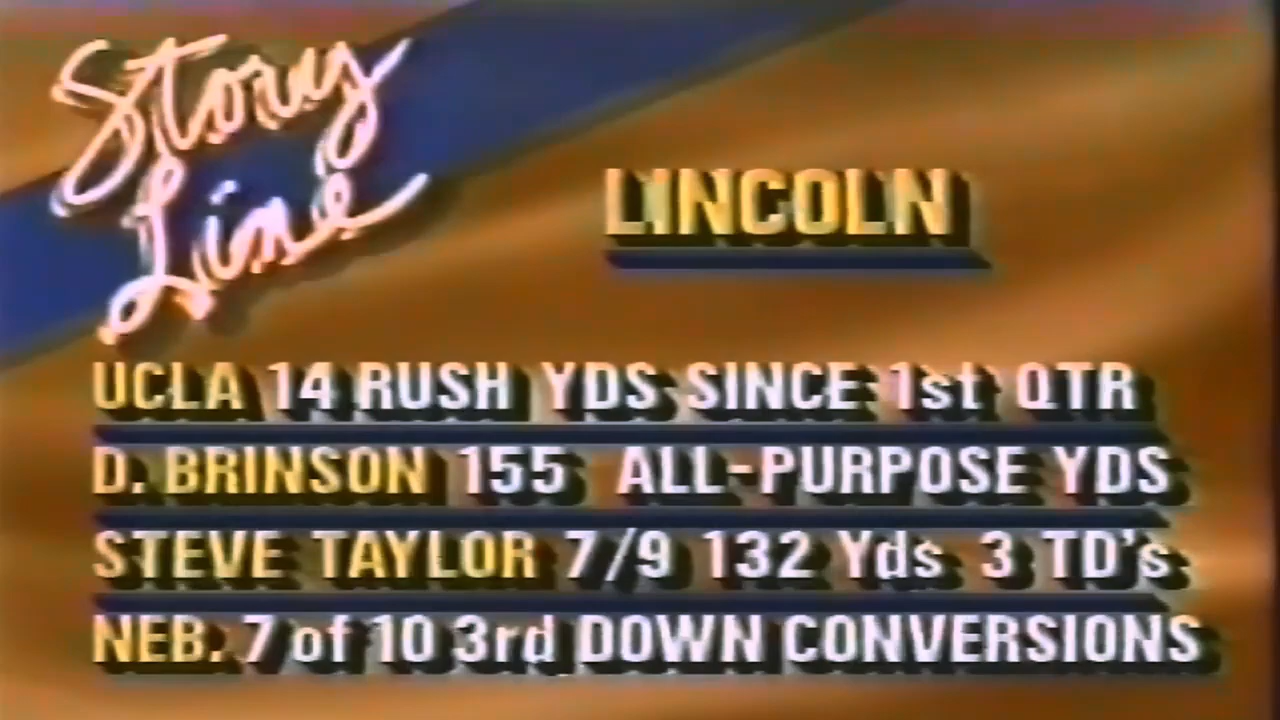 Story
Line
LINCOLN
UCLA 14 RUSH YDS SINCE 1st QTR
D. BRINSON 155 ALL-PURPOSE YDS
STEVE TAYLOR 7/9 132 Yds 3 TD's
NEB. 7 of 10 3rd DOWN CONVERSIONS